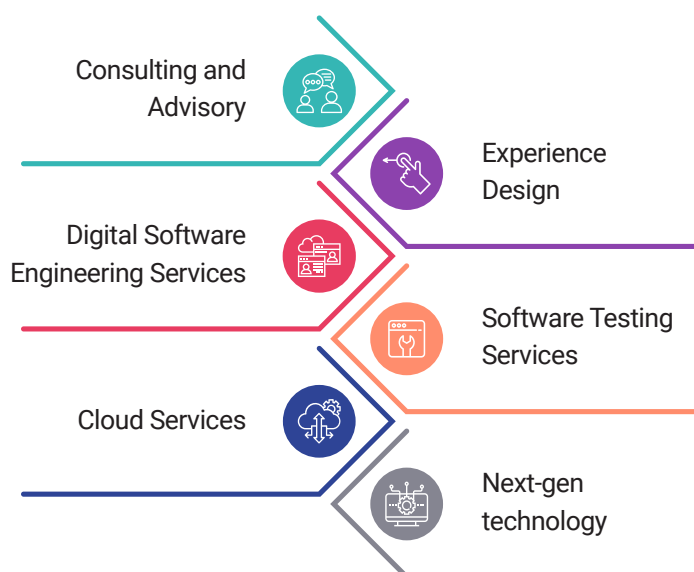 Consulting and
Advisory
Experience
Design
Digital Software
Engineering Services
Software Testing
Services
Cloud Services
Next-gen
technology